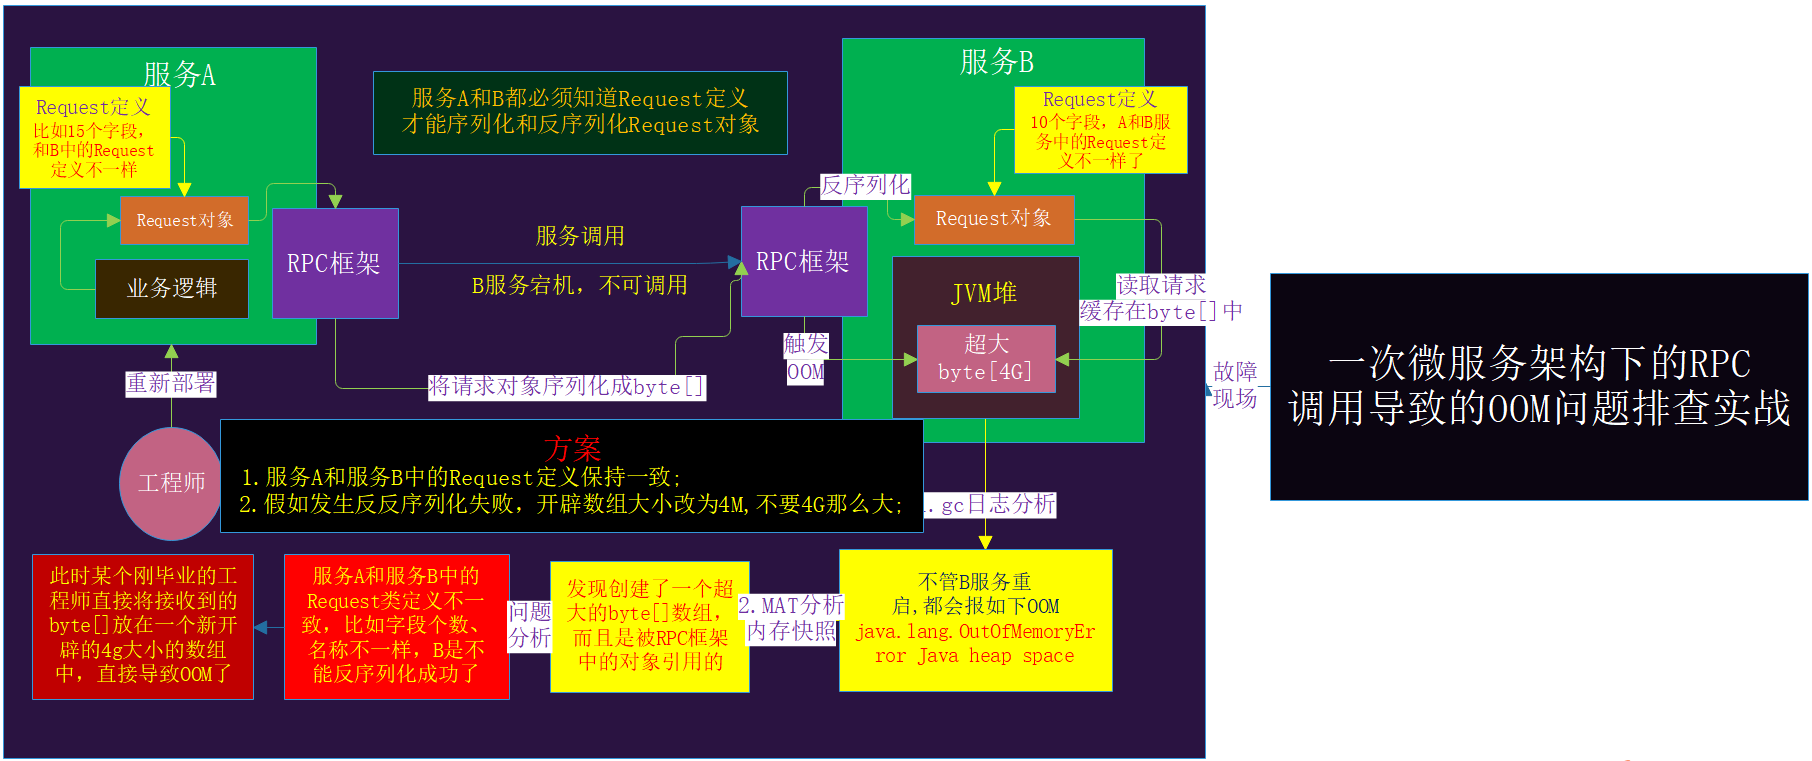 服务A
Request定义
比如15个字段，
和B中的Request
定义不一样
Request对象
业务逻辑
RPC框架
服务A和B都必须知道Request定义
才能序列化和反序列化Request对象
服务调用
B服务宕机，不可调用
将请求对象序列化成byte[]
RPC框架
反序列化
触发
OOM
服务B
Request定义
10个字段，A和B服
务中的Request定
义不一样了
Request对象
JVM堆
超大
byte[4G]
读取请求
缓存在byte[]中
故障
现场
一次微服务架构下的RPC
调用导致的OOM问题排查实战
重新部署
工程师
方案
1.服务A和服务B中的Request定义保持一致;
2.假如发生反反序列化失败，开辟数组大小改为4M,不要4G那么大;
.gc日志分析
不管B服务重
启,都会报如下OOM
java.lang.OutOfMemoryEr
ror Java heap space
2.MAT分析
内存快照
发现创建了一个超
大的byte[]数组，
而且是被RPC框架
中的对象引用的
问题
分析
服务A和服务B中的
Request类定义不一
致，比如字段个数、
名称不一样，B是不
能反序列化成功了
此时某个刚毕业的工
程师直接将接收到的
byte[]放在一个新开
辟的4g大小的数组
中，直接导致OOM了